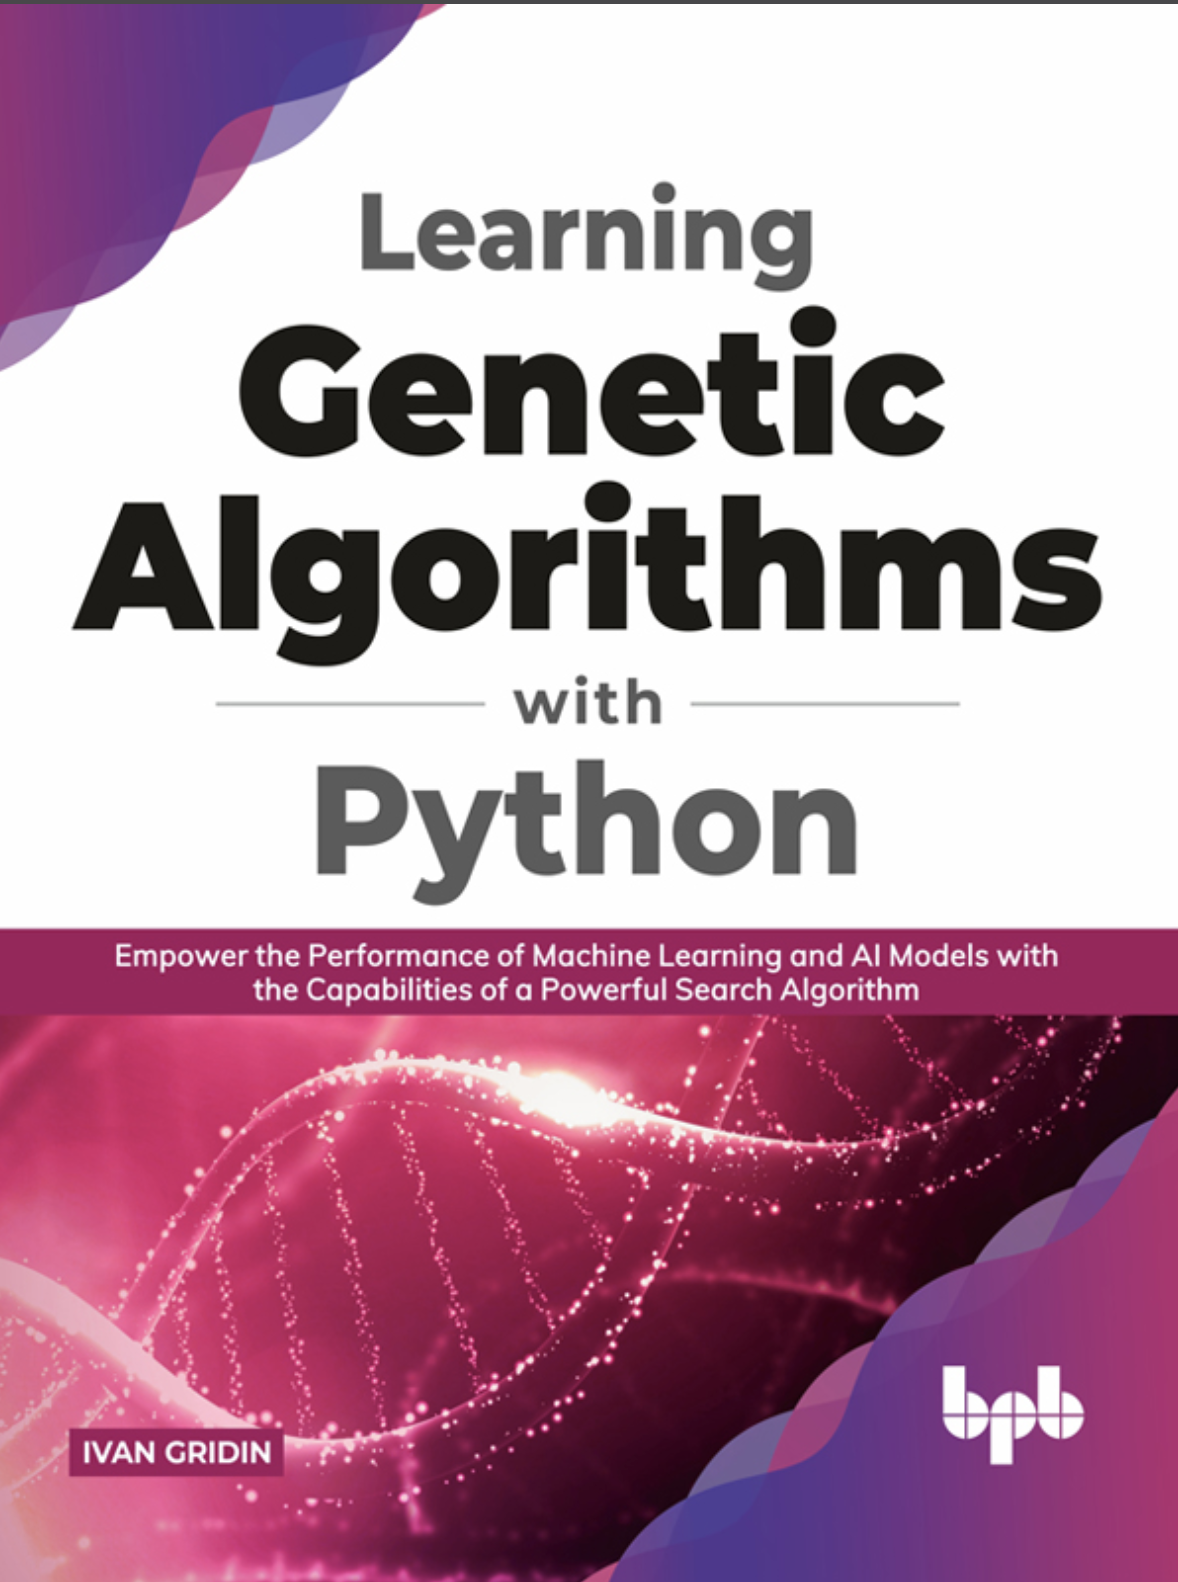 Learning
Genetic
Algorithms
with
Python
Empower the Performance of Machine Learning and AI Models with
the Capabilities of a Powerful Search Algorithm
IVAN GRIDIN
bpb